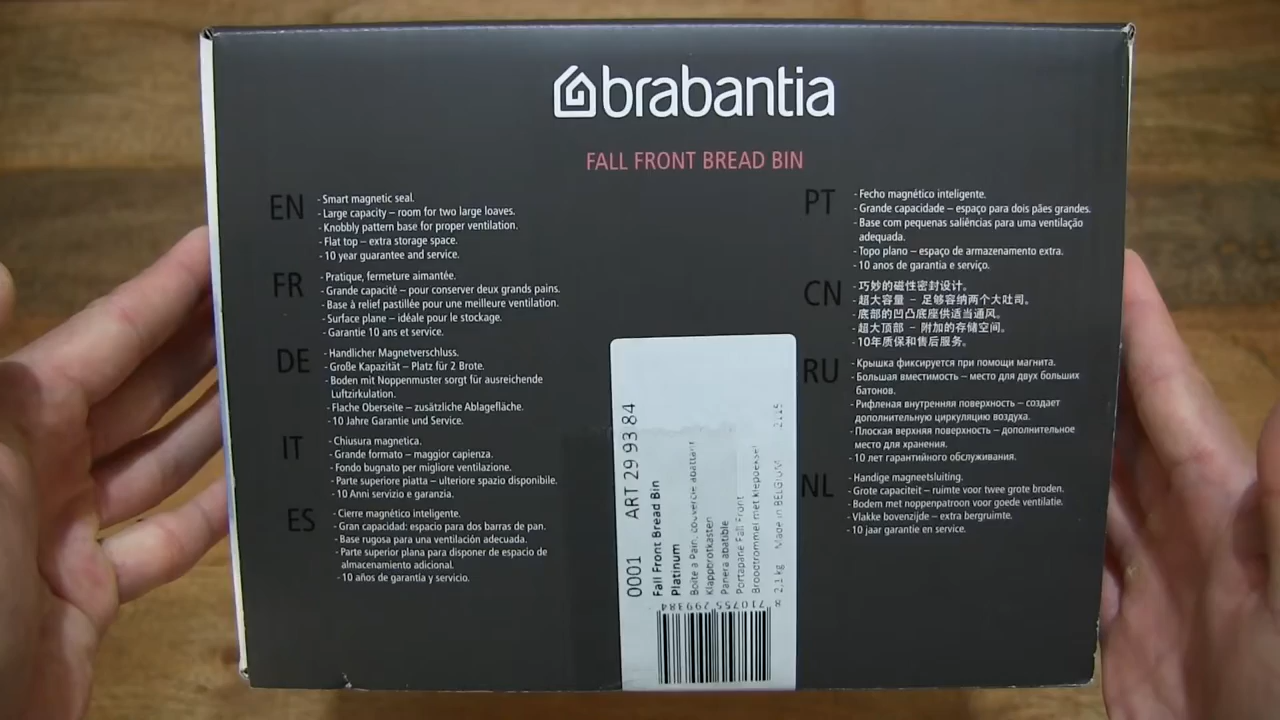 brabantia
FALL FRONT BREAD BIN
EN
- Smart magnetic seal.
- Large capacity – room for two large loaves.
- Knobbly pattern base for proper ventilation.
- Flat top – extra storage space.
- 10 year guarantee and service.
FR
- Pratique, fermeture aimantée.
- Grande capacité – pour conserver deux grands pains.
- Base à relief pastillée pour une meilleure ventilation.
- Surface plane – idéale pour le stockage.
- Garantie 10 ans et service.
DE
- Handlicher Magnetverschluss.
- Große Kapazität – Platz für 2 Brote.
- Boden mit Noppenmuster sorgt für ausreichende
Luftzirkulation.
- Flache Oberseite – zusätzliche Ablagefläche.
- 10 Jahre Garantie und Service.
IT
- Chiusura magnetica.
- Grande formato – maggior capienza.
- Fondo bugnato per migliore ventilazione.
- Parte superiore piatta – ulteriore spazio disponibile.
- 10 Anni servizio e garanzia.
ES
- Cierre magnético inteligente.
- Gran capacidad: espacio para dos barras de pan.
- Base rugosa para una ventilación adecuada.
- Parte superior plana para disponer de espacio de
almacenamiento adicional.
- 10 años de garantía y servicio.
PT
- Fecho magnético inteligente.
- Grande capacidade – espaço para dois pães grandes.
- Base com pequenas saliências para uma ventilação
adequada.
- Topo plano – espaço de armazenamento extra.
- 10 anos de garantia e serviço.
CN
- 巧妙的磁性密封设计。
- 超大容量 – 足够容纳两个大吐司。
- 底部的凹凸底座供适当通风。
- 超大顶部 – 附加的存储空间。
- 10年质保和售后服务。
RU
- Крышка фиксируется при помощи магнита.
- Большая вместимость – место для двух больших
батонов.
- Рифленая внутренняя поверхность – создает
дополнительную циркуляцию воздуха.
- Плоская верхняя поверхность – дополнительное
место для хранения.
- 10 лет гарантийного обслуживания.
NL
- Handige magneetsluiting.
- Grote capaciteit – ruimte voor twee grote broden.
- Bodem met noppenpatroon voor goede ventilatie.
- Vlakke bovenzijde – extra bergruimte.
- 10 jaar garantie en service.
0001 ART 29 93 84
Fall Front Bread Bin
Platinum
Boîte à Pain, couvercle abattant
Klappbrotkasten
Panera abatible
Portapane Fall Front
Broodtrommel met klepdeksel
2,1 kg Made in BELGIUM 2115
8 710755 299384